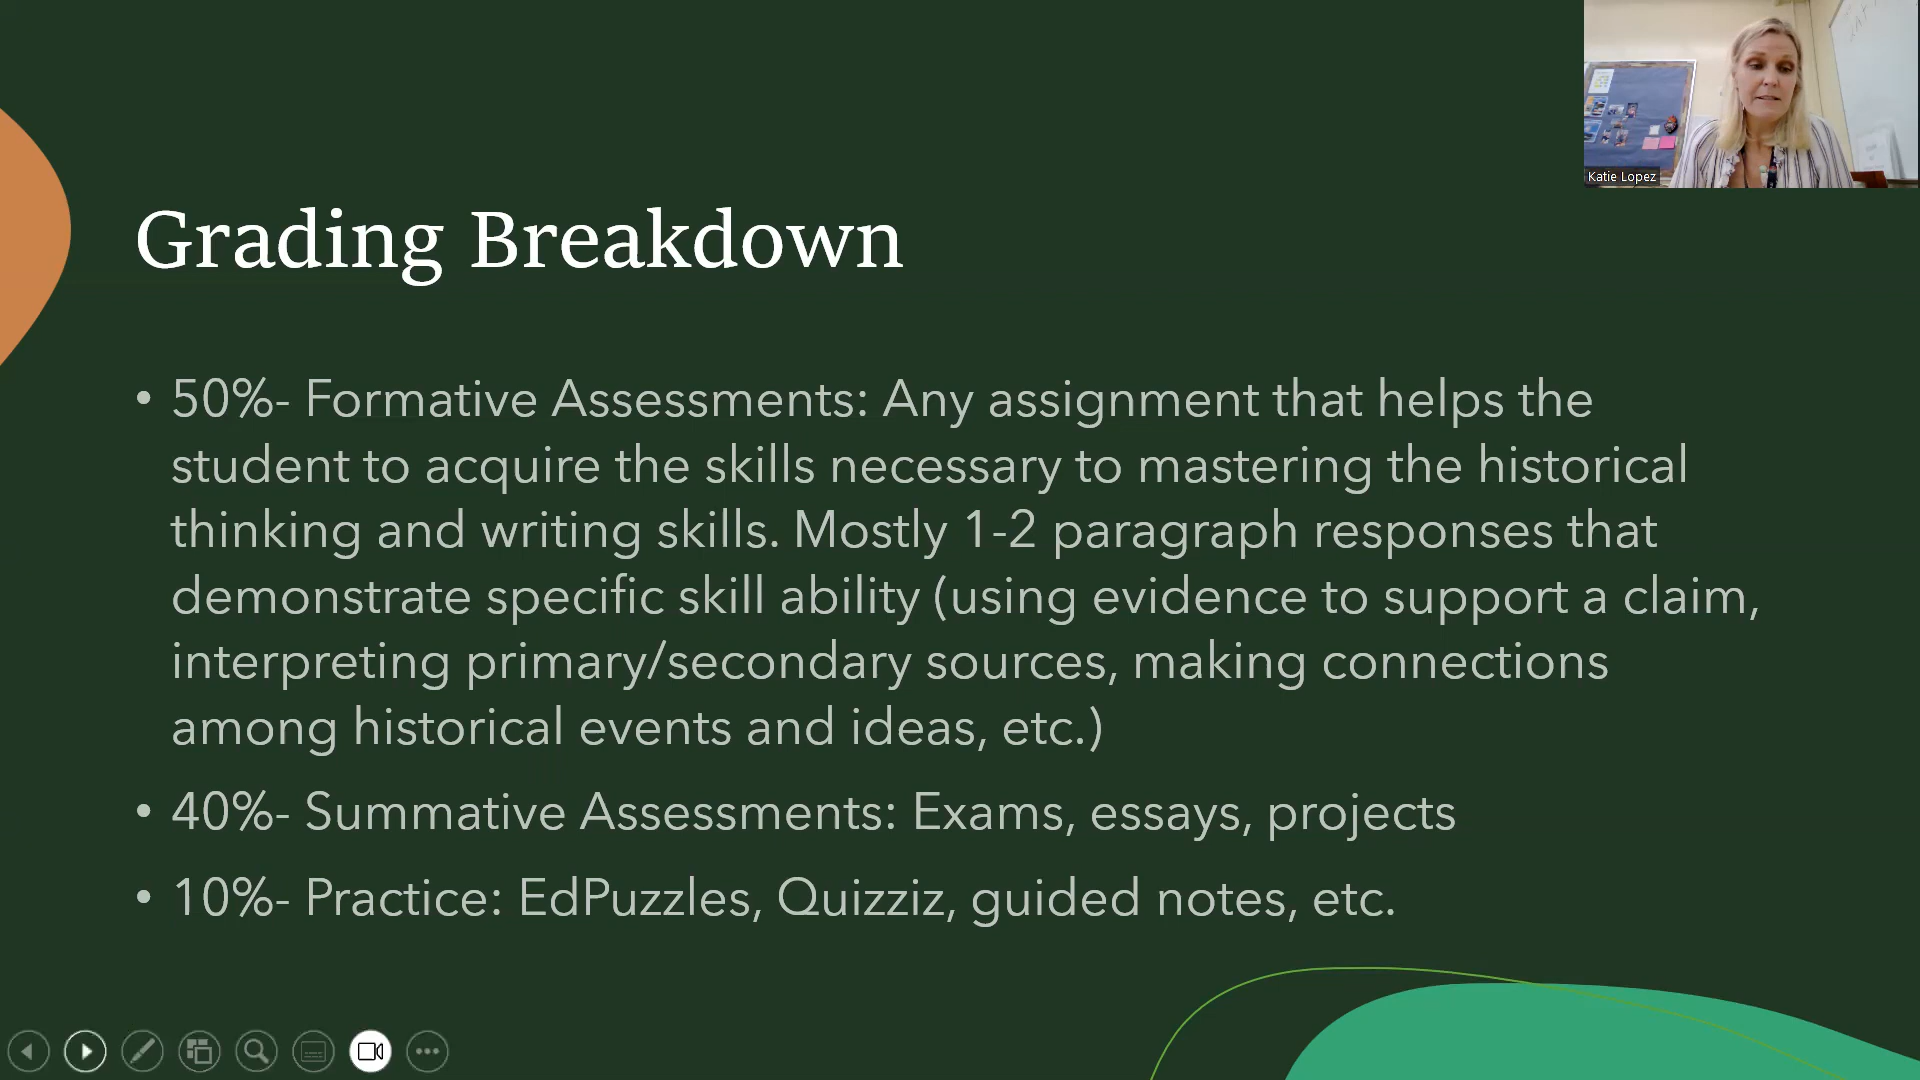 Katie Lopez
Grading Breakdown
• 50%- Formative Assessments: Any assignment that helps the
student to acquire the skills necessary to mastering the historical
thinking and writing skills. Mostly 1-2 paragraph responses that
demonstrate specific skill ability (using evidence to support a claim,
interpreting primary/secondary sources, making connections
among historical events and ideas, etc.)
• 40%- Summative Assessments: Exams, essays, projects
• 10%- Practice: EdPuzzles, Quizziz, guided notes, etc.